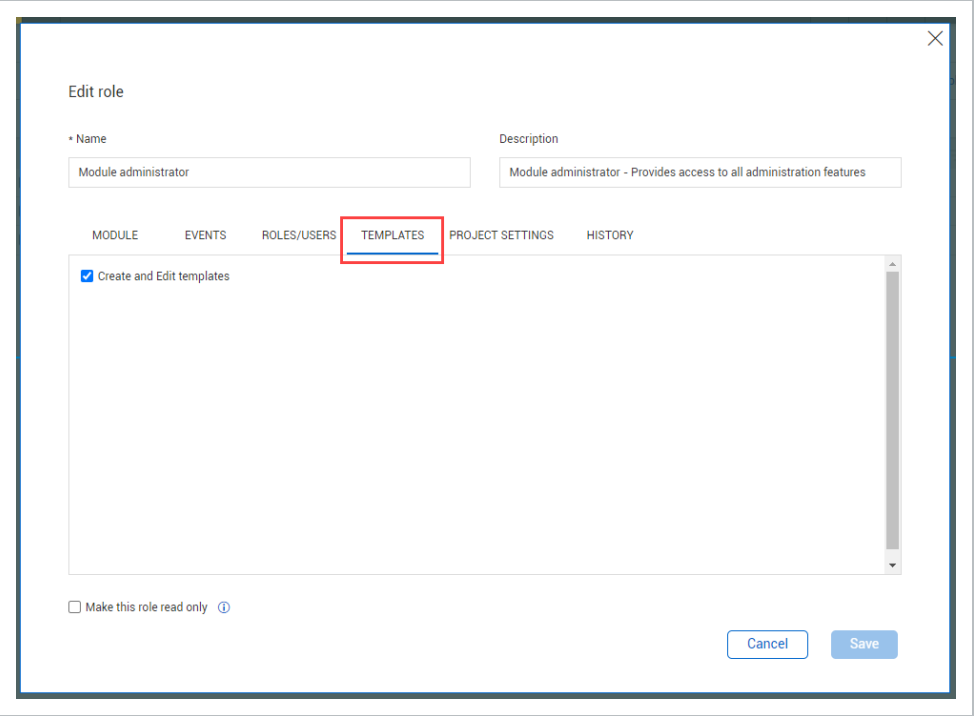 Edit role
* Name
Description
Module administrator
Module administrator - Provides access to all administration features
MODULE EVENTS ROLES/USERS TEMPLATES PROJECT SETTINGS HISTORY
Create and Edit templates
Make this role read only
Cancel Save